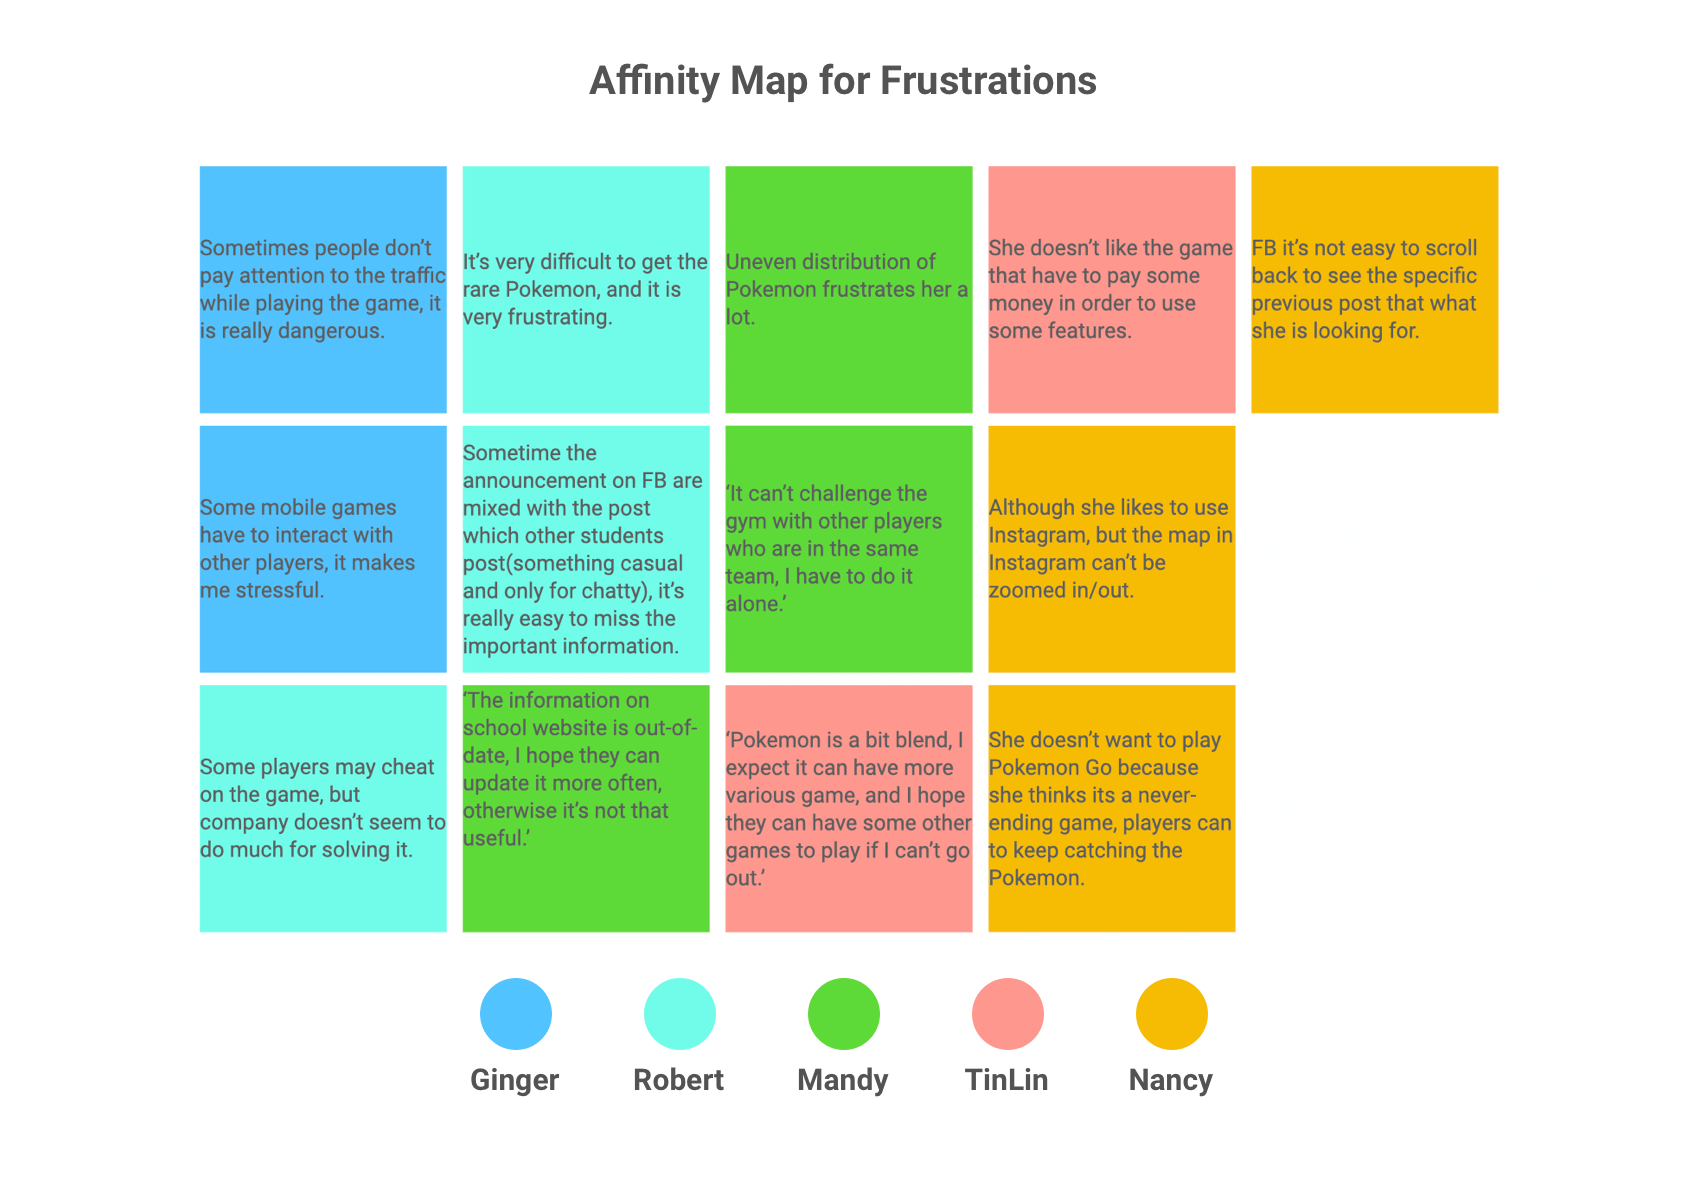 Affinity Map for Frustrations
Sometimes people don’t
pay attention to the traffic
while playing the game, it
is really dangerous.
It’s very difficult to get the
rare Pokemon, and it is
very frustrating.
Uneven distribution of
Pokemon frustrates her a
lot.
She doesn’t like the game
that have to pay some
money in order to use
some features.
FB it’s not easy to scroll
back to see the specific
previous post that what
she is looking for.
Some mobile games
have to interact with
other players, it makes
me stressful.
Sometime the
announcement on FB are
mixed with the post
which other students
post(something casual
and only for chatty), it’s
really easy to miss the
important information.
‘It can’t challenge the
gym with other players
who are in the same
team, I have to do it
alone.’
Although she likes to use
Instagram, but the map in
Instagram can’t be
zoomed in/out.
Some players may cheat
on the game, but
company doesn’t seem to
do much for solving it.
‘The information on
school website is out-of-
date, I hope they can
update it more often,
otherwise it’s not that
useful.’
‘Pokemon is a bit blend, I
expect it can have more
various game, and I hope
they can have some other
games to play if I can’t go
out.’
She doesn’t want to play
Pokemon Go because
she thinks its a never-
ending game, players can
to keep catching the
Pokemon.
Ginger
Robert
Mandy
TinLin
Nancy